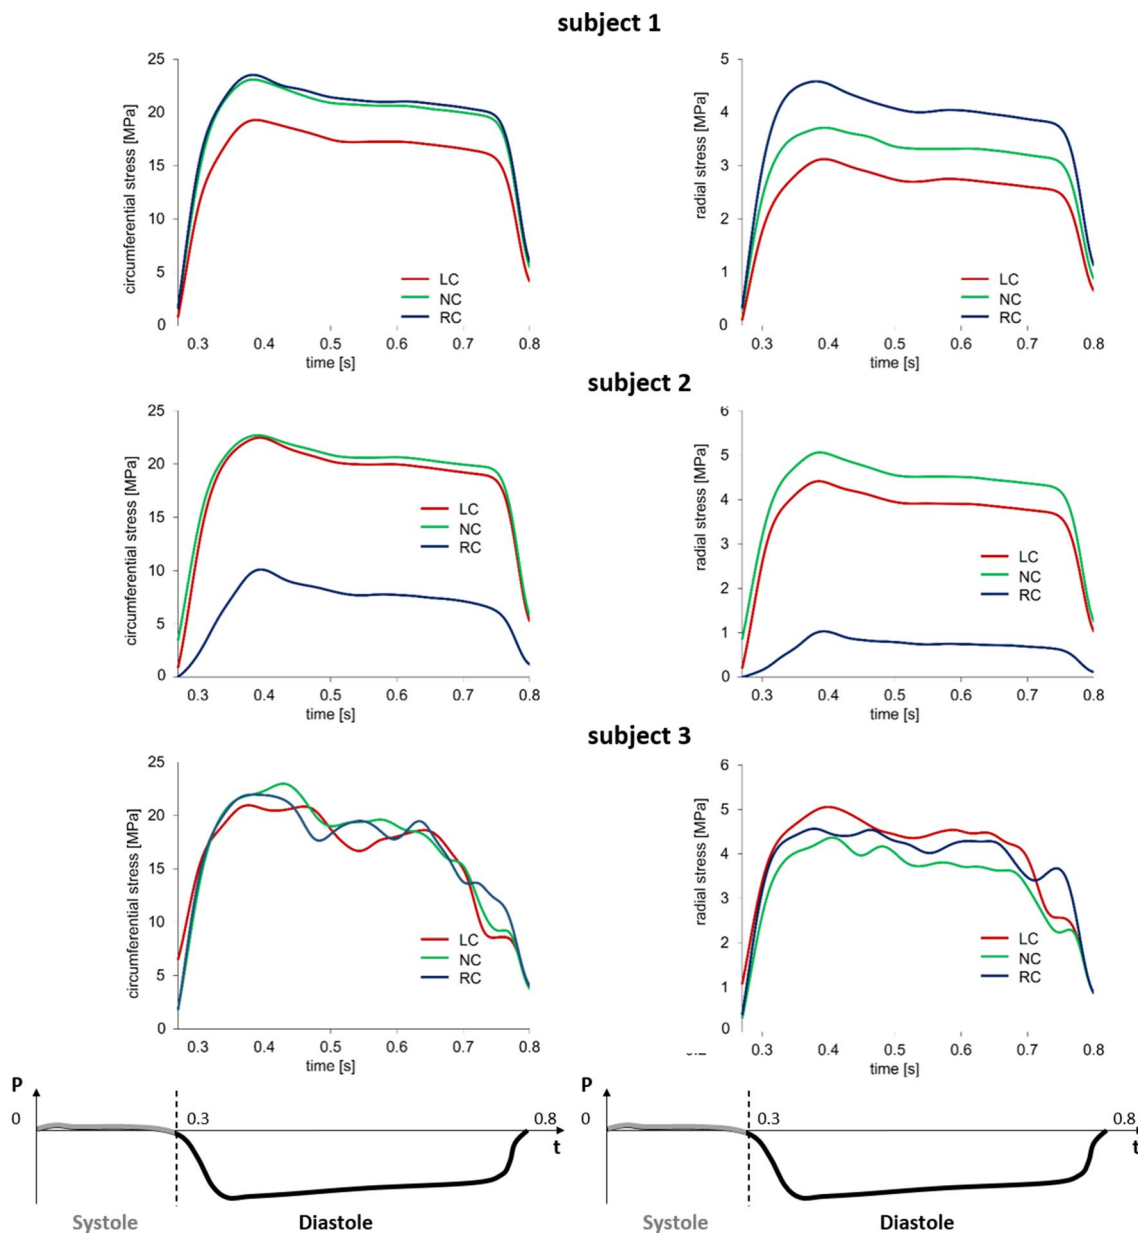 subject 1
circumferential stress [MPa]
25
20
15
10
5
0
LC
NC
RC
0.3 0.4 0.5 0.6 0.7 0.8
time [s]
radial stress [MPa]
5
4
3
2
1
0
LC
NC
RC
0.3 0.4 0.5 0.6 0.7 0.8
time [s]
subject 2
circumferential stress [MPa]
25
20
15
10
5
0
LC
NC
RC
0.3 0.4 0.5 0.6 0.7 0.8
time [s]
radial stress [MPa]
6
5
4
3
2
1
0
LC
NC
RC
0.3 0.4 0.5 0.6 0.7 0.8
time [s]
subject 3
circumferential stress [MPa]
25
20
15
10
5
0
LC
NC
RC
0.3 0.4 0.5 0.6 0.7 0.8
time [s]
radial stress [MPa]
6
5
4
3
2
1
0
LC
NC
RC
0.3 0.4 0.5 0.6 0.7 0.8
time [s]
P
0 0.3 0.8
t
Systole Diastole
P
0 0.3 0.8
t
Systole Diastole